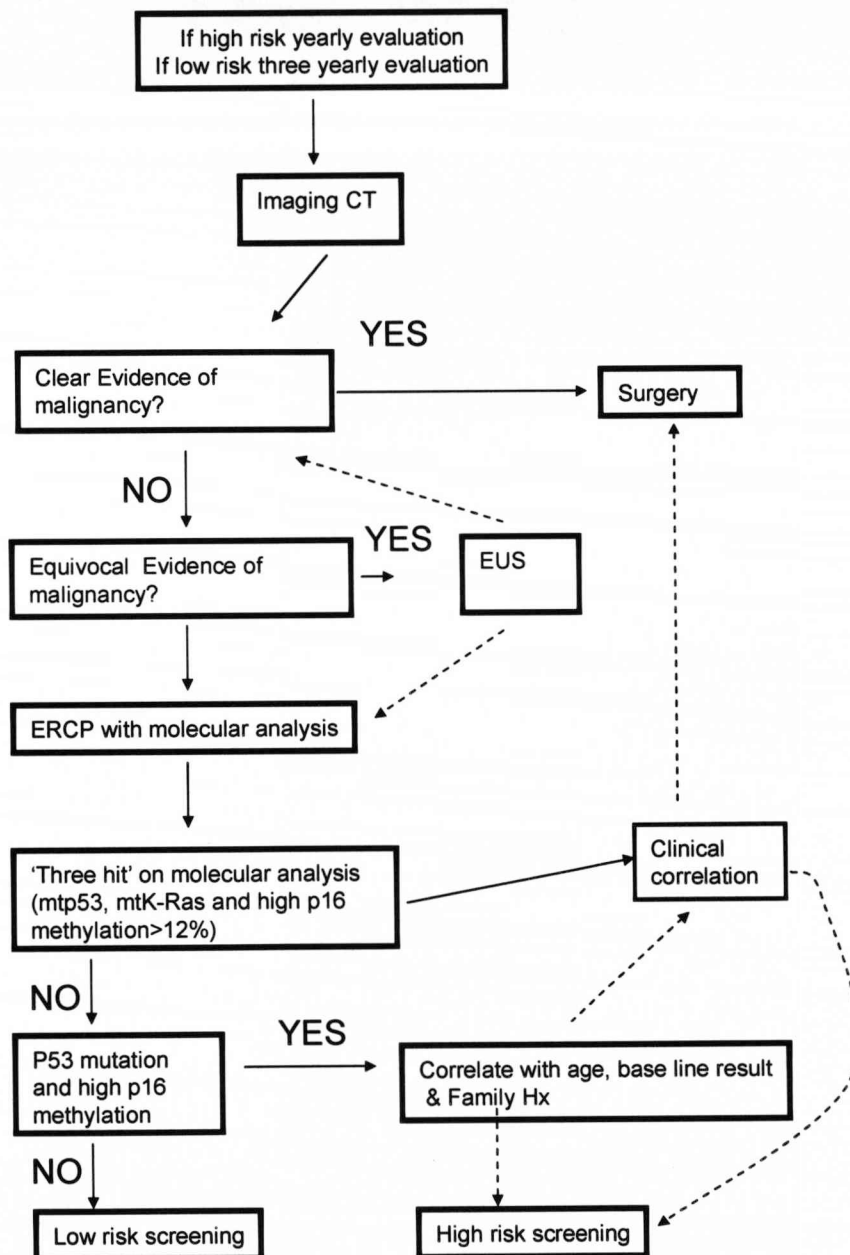 If high risk yearly evaluation
If low risk three yearly evaluation
Imaging CT
YES
Clear Evidence of
malignancy?
Surgery
NO
YES
Equivocal  Evidence of
malignancy?
EUS
ERCP with molecular analysis
'Three hit' on molecular analysis
(mtp53, mtK-Ras and high p16
methylation>12%)
Clinical
correlation
NO
YES
P53 mutation
and high p16
methylation
Correlate with age, base line result
& Family Hx
NO
Low risk screening
High risk screening